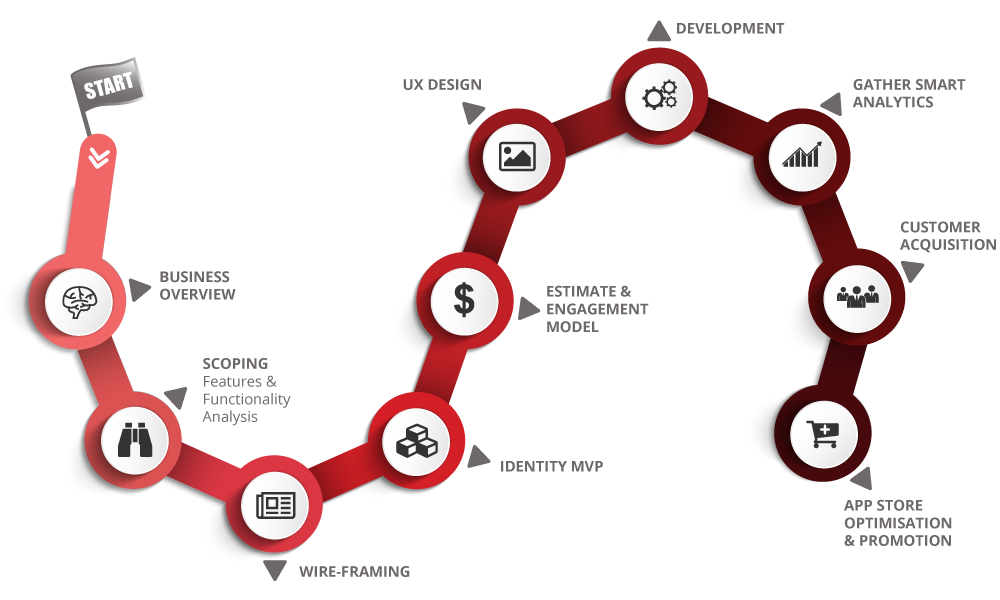 START
BUSINESS
OVERVIEW
SCOPING
Features &
Functionality
Analysis
WIRE-FRAMING
IDENTITY MVP
$
ESTIMATE &
ENGAGEMENT
MODEL
UX DESIGN
DEVELOPMENT
GATHER SMART
ANALYTICS
CUSTOMER
ACQUISITION
APP STORE
OPTIMISATION
& PROMOTION